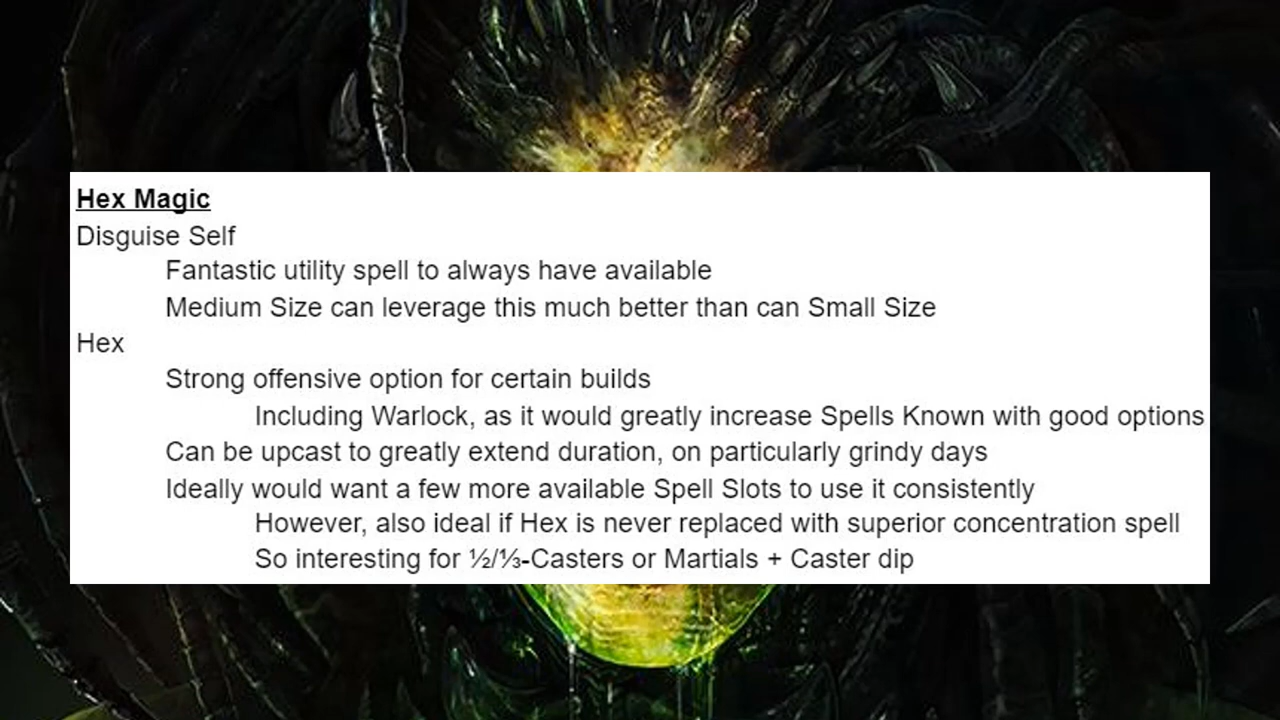 Hex Magic
Disguise Self
Fantastic utility spell to always have available
Medium Size can leverage this much better than can Small Size
Hex
Strong offensive option for certain builds
Including Warlock, as it would greatly increase Spells Known with good options
Can be upcast to greatly extend duration, on particularly grindy days
Ideally would want a few more available Spell Slots to use it consistently
However, also ideal if Hex is never replaced with superior concentration spell
So interesting for ½/⅓-Casters or Martials + Caster dip